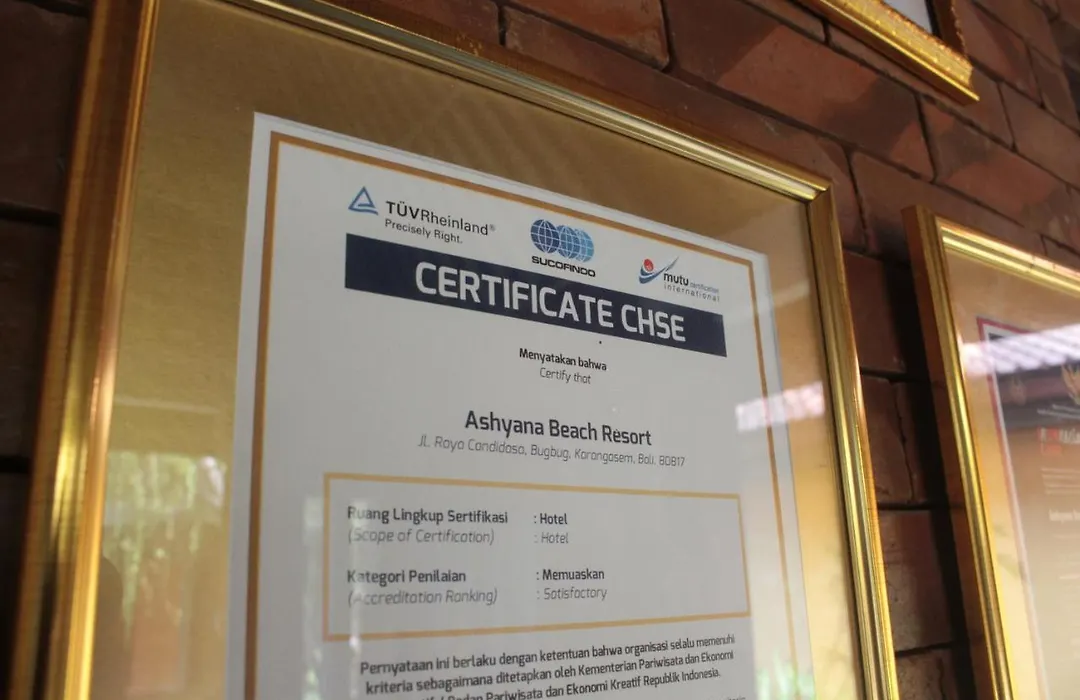 TÜVRheinland®
Precisely Right.
SUCOFINDO
mutu certification
international
CERTIFICATE CHSE
Menyatakan bahwa
Certify that
Ashyana Beach Resort
Jl. Raya Candidasa, Bugbug, Karangasem, Bali, 80817
Ruang Lingkup Sertifikasi : Hotel
(Scope of Certification) : Hotel
Kategori Penilaian : Memuaskan
(Accreditation Ranking) : Satisfactory
Pernyataan ini berlaku dengan ketentuan bahwa organisasi selalu memenuhi
kriteria sebagaimana ditetapkan oleh Kementerian Pariwisata dan Ekonomi
Badan Pariwisata dan Ekonomi Kreatif Republik Indonesia.